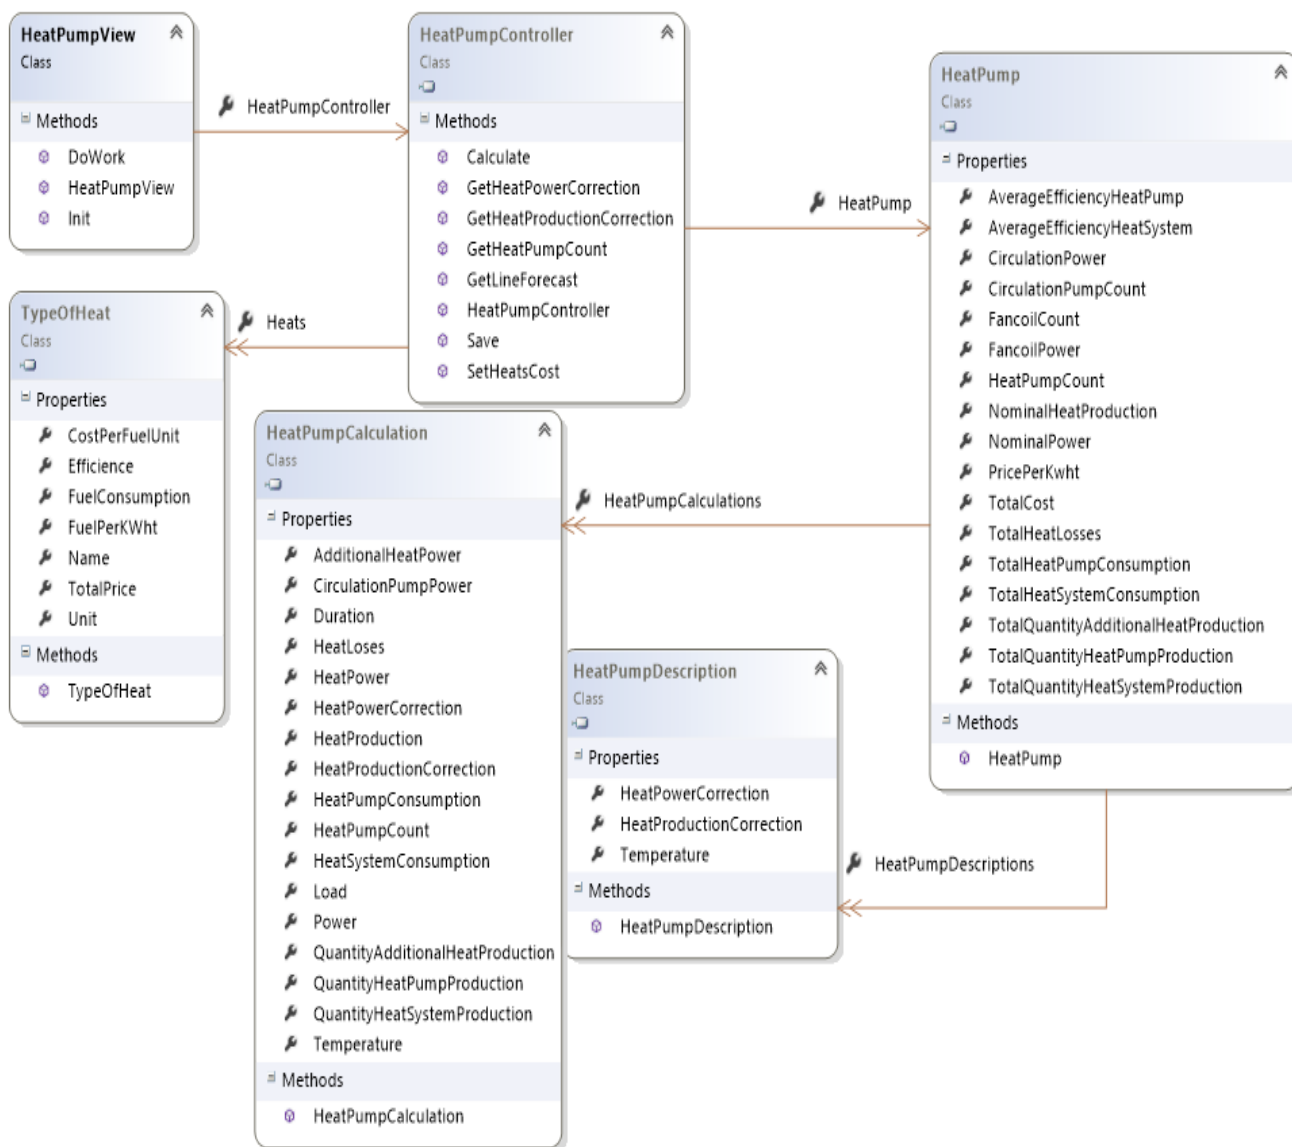 HeatPumpView
Class
Methods
DoWork
HeatPumpView
Init
HeatPumpController
HeatPumpController
Class
Methods
Calculate
GetHeatPowerCorrection
GetHeatProductionCorrection
GetHeatPumpCount
GetLineForecast
HeatPumpController
Save
SetHeatsCost
HeatPump
HeatPump
Class
Properties
AverageEfficiencyHeatPump
AverageEfficiencyHeatSystem
CirculationPower
CirculationPumpCount
FancoilCount
FancoilPower
HeatPumpCount
NominalHeatProduction
NominalPower
PricePerKwht
TotalCost
TotalHeatLosses
TotalHeatPumpConsumption
TotalHeatSystemConsumption
TotalQuantityAdditionalHeatProduction
TotalQuantityHeatPumpProduction
TotalQuantityHeatSystemProduction
Methods
HeatPump
TypeOfHeat
Class
Properties
CostPerFuelUnit
Efficience
FuelConsumption
FuelPerKWht
Name
TotalPrice
Unit
Methods
TypeOfHeat
Heats
HeatPumpCalculation
Class
Properties
AdditionalHeatPower
CirculationPumpPower
Duration
HeatLoses
HeatPower
HeatPowerCorrection
HeatProduction
HeatProductionCorrection
HeatPumpConsumption
HeatPumpCount
HeatSystemConsumption
Load
Power
QuantityAdditionalHeatProduction
QuantityHeatPumpProduction
QuantityHeatSystemProduction
Temperature
Methods
HeatPumpCalculation
HeatPumpCalculations
HeatPumpDescription
Class
Properties
HeatPowerCorrection
HeatProductionCorrection
Temperature
Methods
HeatPumpDescription
HeatPumpDescriptions